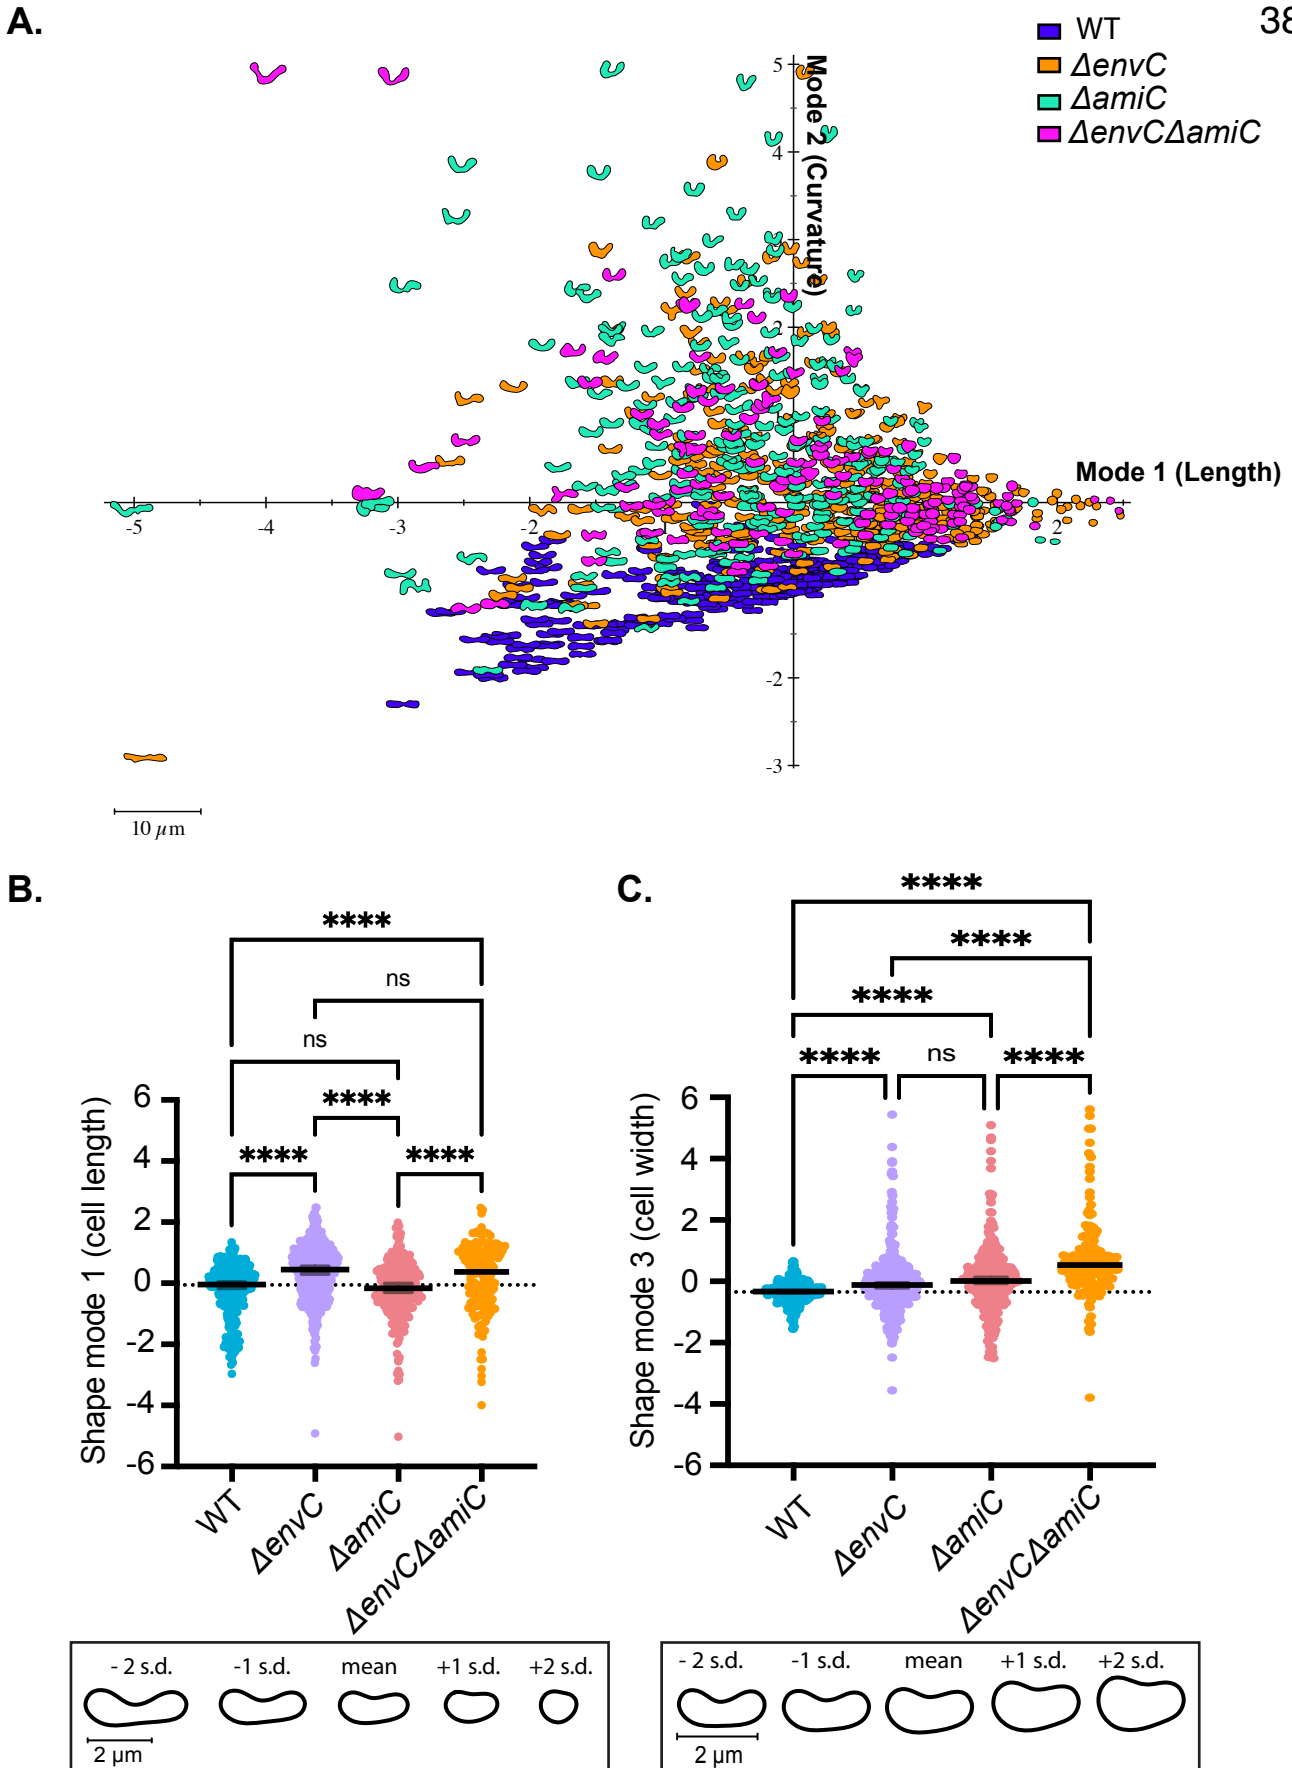 A.
38
WT
ΔenvC
ΔamiC
ΔenvCΔamiC
Mode 2 (Curvature)
5
4
2
-2
-3
Mode 1 (Length)
-5
-4
-3
-2
2
10 µm
B.
****
ns
ns
****
****
****
Shape mode 1 (cell length)
6
4
2
0
-2
-4
-6
WT
ΔenvC
ΔamiC
ΔenvCΔamiC
- 2 s.d.
-1 s.d.
mean
+1 s.d.
+2 s.d.
2 µm
C.
****
****
****
****
ns
****
Shape mode 3 (cell width)
6
4
2
0
-2
-4
-6
WT
ΔenvC
ΔamiC
ΔenvCΔamiC
- 2 s.d.
-1 s.d.
mean
+1 s.d.
+2 s.d.
2 µm